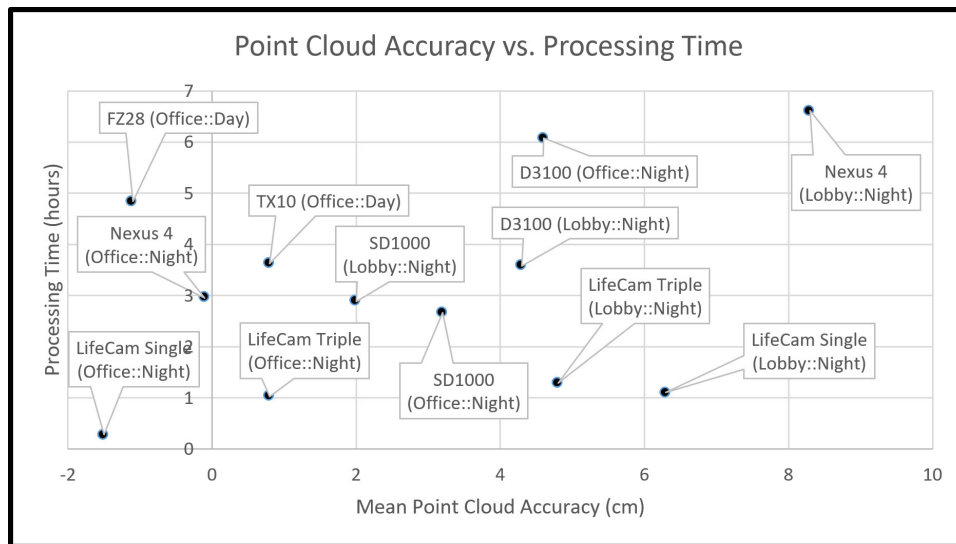 Point Cloud Accuracy vs. Processing Time
Processing Time (hours)
7
6
5
4
3
2
1
0
FZ28 (Office::Day)
Nexus 4
(Office::Night)
LifeCam Single
(Office::Night)
TX10 (Office::Day)
SD1000
(Lobby::Night)
LifeCam Triple
(Office::Night)
SD1000
(Office::Night)
D3100 (Office::Night)
D3100 (Lobby::Night)
LifeCam Triple
(Lobby::Night)
Nexus 4
(Lobby::Night)
LifeCam Single
(Lobby::Night)
-2 0 2 4 6 8 10
Mean Point Cloud Accuracy (cm)